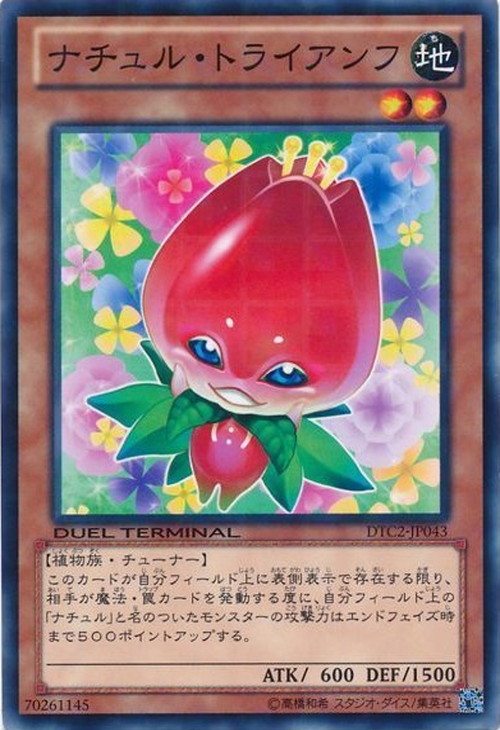 ナチュル・トライアンフ 地
DUEL TERMINAL DTC2-JP043
【植物族・チューナー】
このカードが自分フィールド上に表側表示で存在する限り、
相手が魔法・罠カードを発動する度に、自分フィールド上の
「ナチュル」と名のついたモンスターの攻撃力はエンドフェイズ時
まで500ポイントアップする。
ATK/ 600 DEF/1500
70261145 ©高橋和希 スタジオ・ダイス/集英社